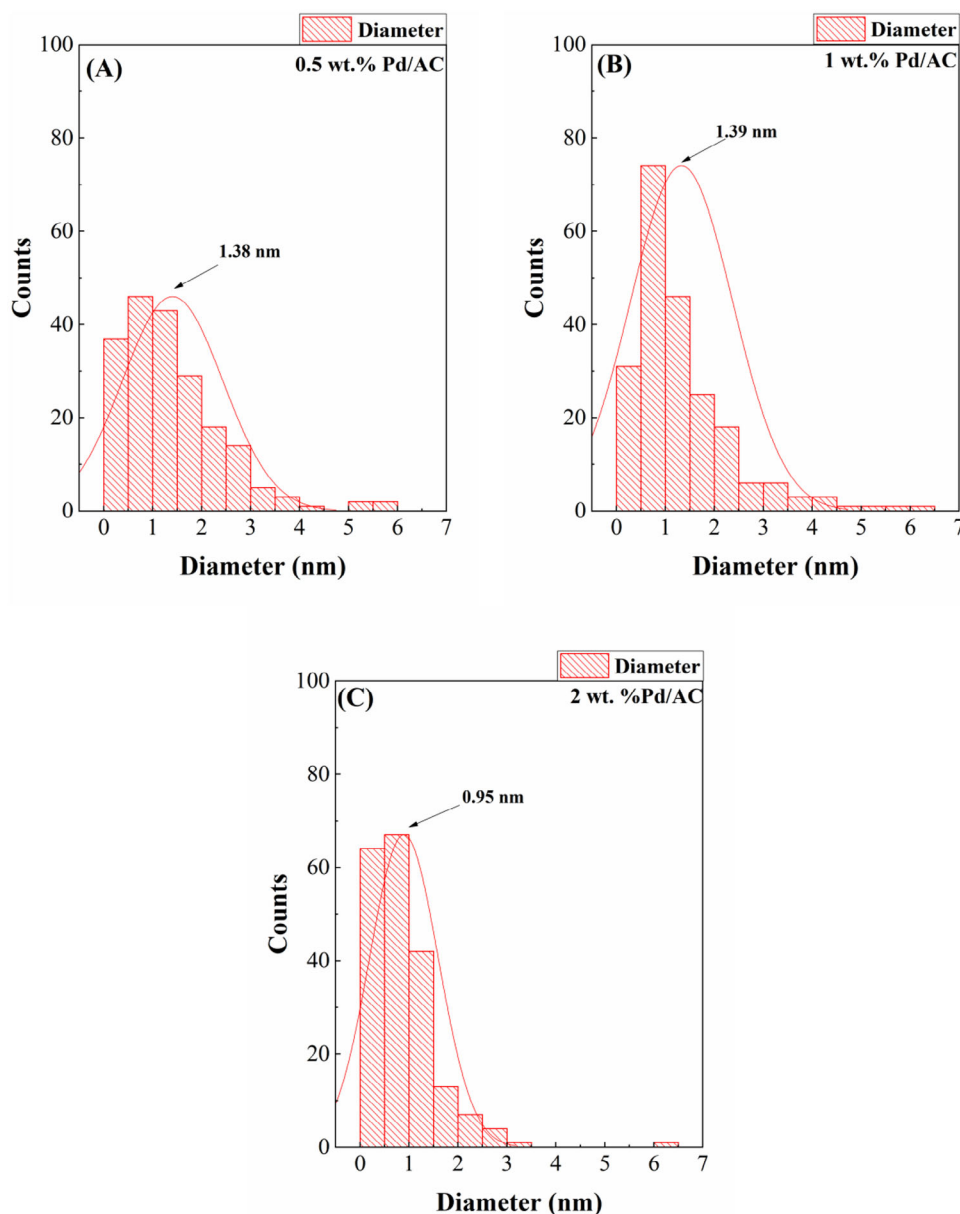 Diameter
(A)
0.5 wt.% Pd/AC
1.38 nm
100
80
60
40
20
0
Counts
0 1 2 3 4 5 6 7
Diameter (nm)
Diameter
(B)
1 wt.% Pd/AC
1.39 nm
100
80
60
40
20
0
Counts
0 1 2 3 4 5 6 7
Diameter (nm)
Diameter
(C)
2 wt. %Pd/AC
0.95 nm
100
80
60
40
20
0
Counts
0 1 2 3 4 5 6 7
Diameter (nm)